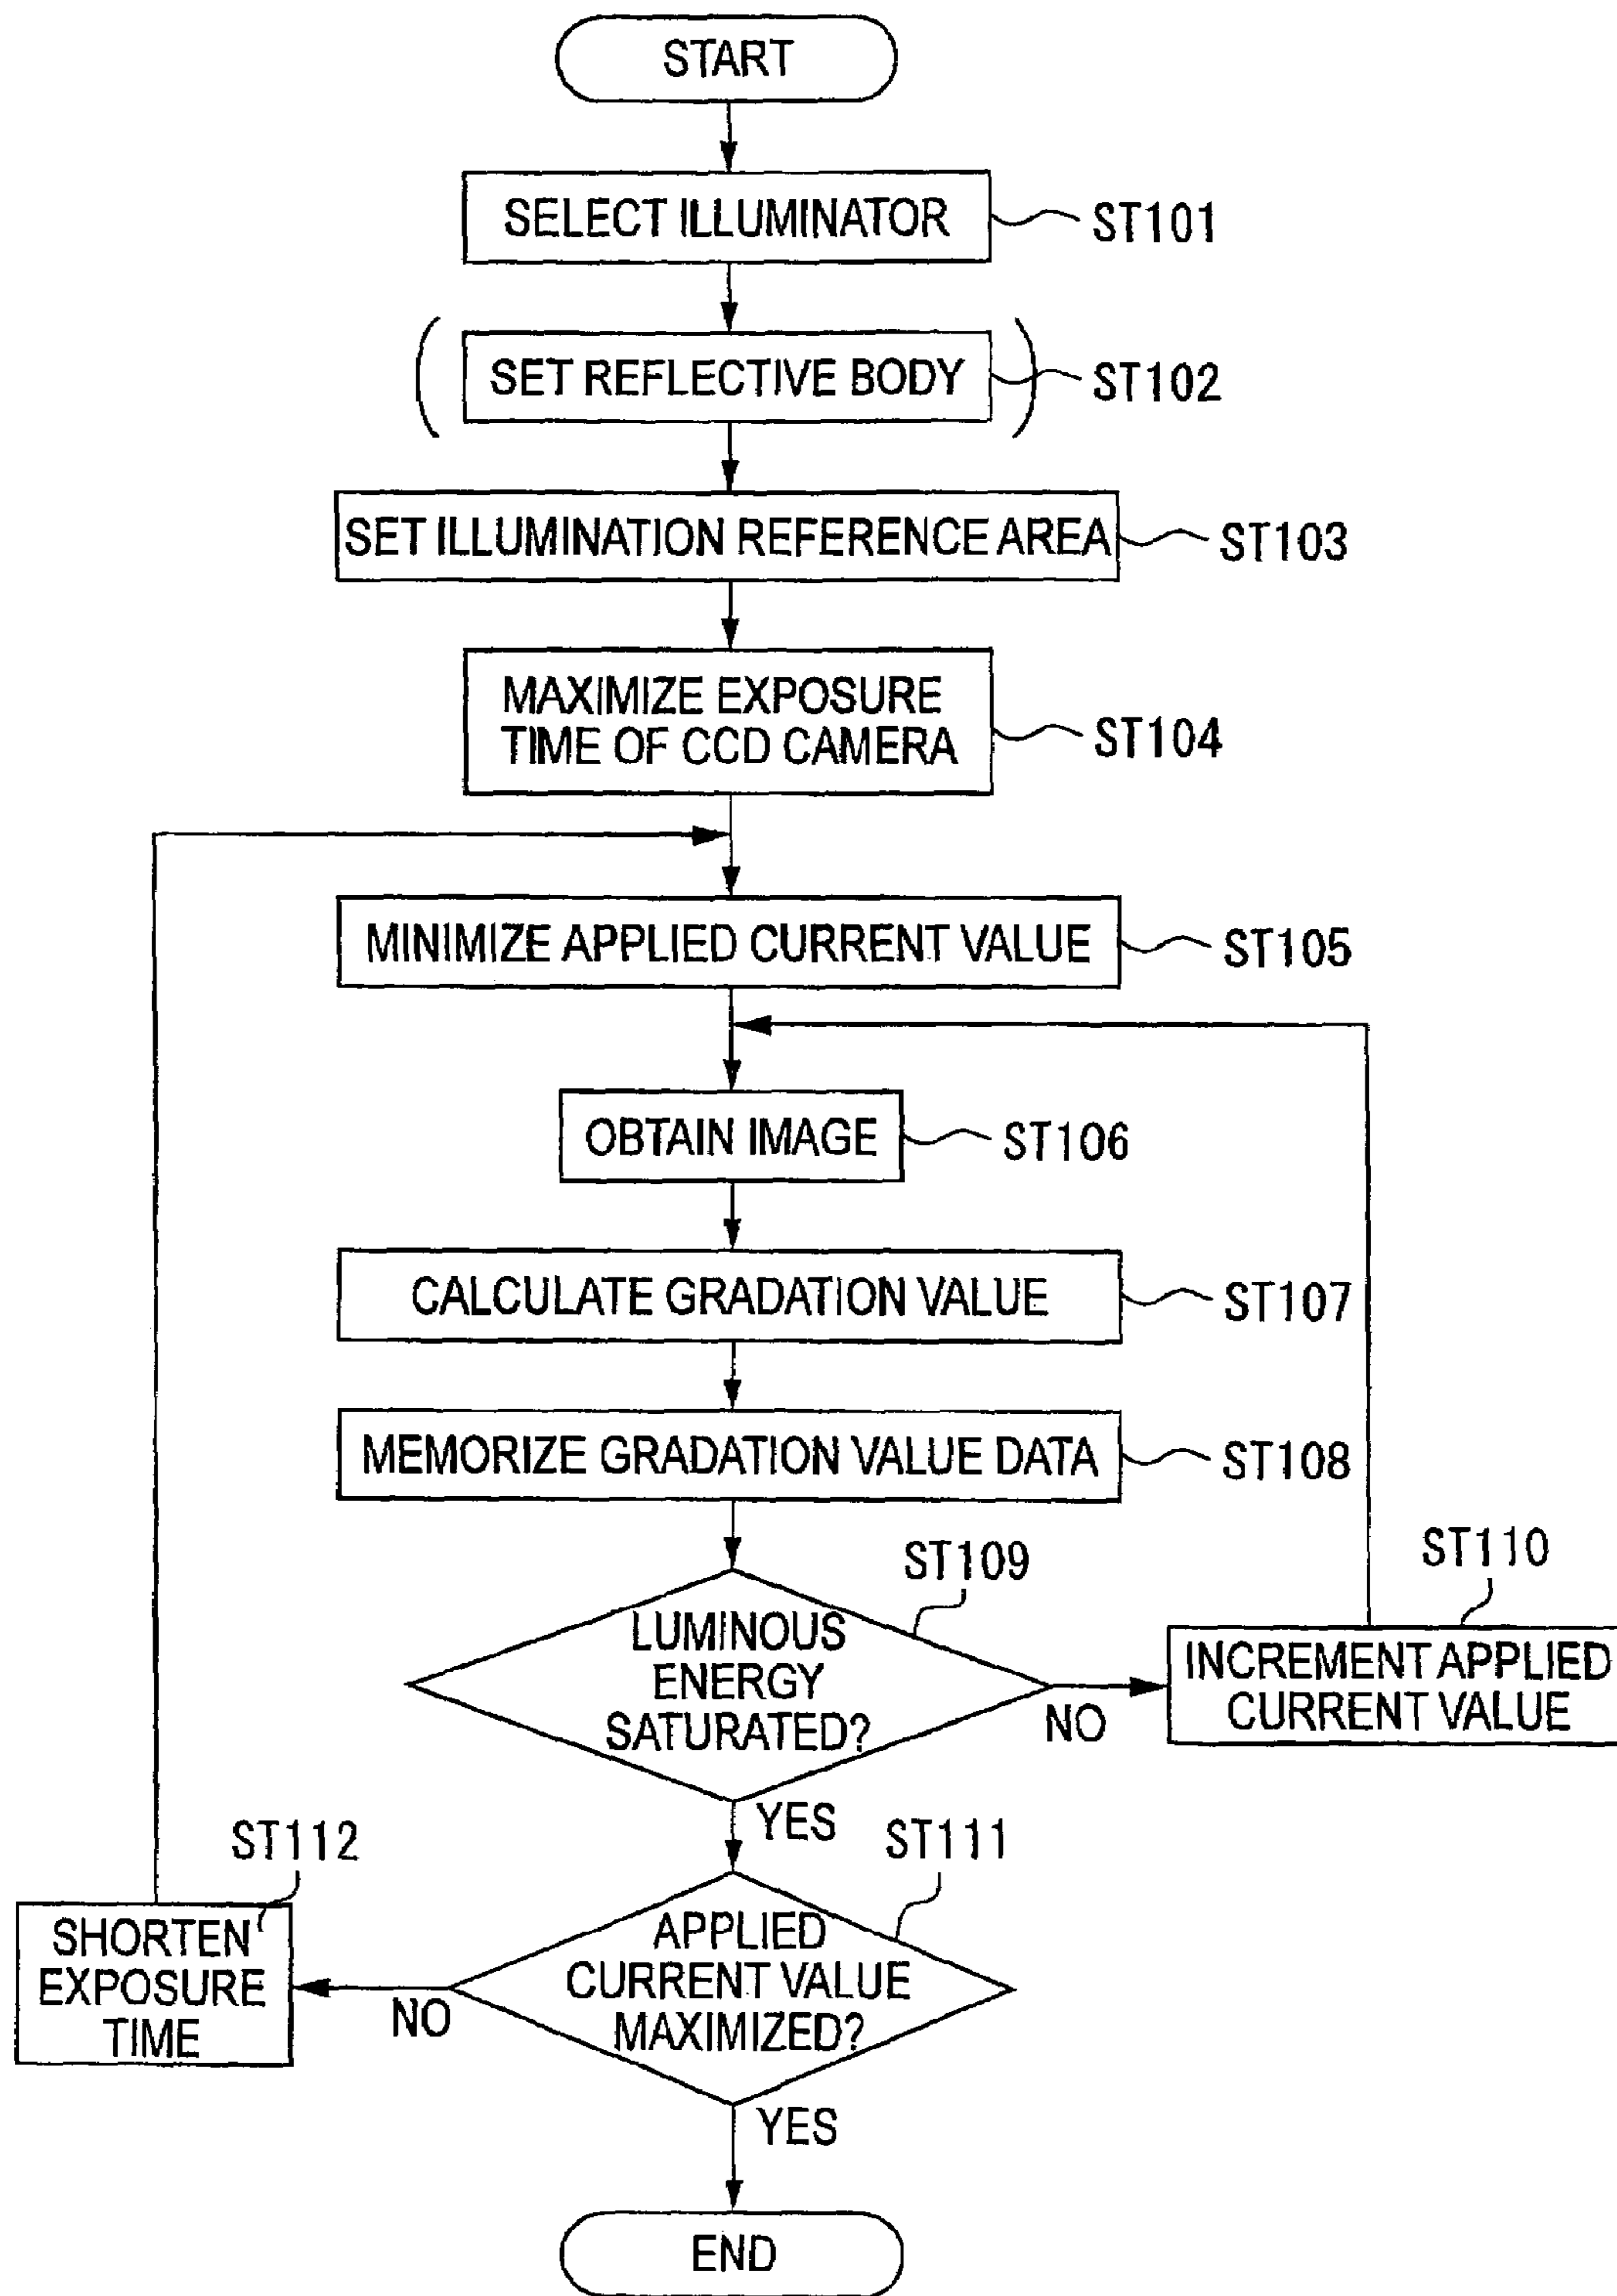 START
SELECT ILLUMINATOR
ST101
( SET REFLECTIVE BODY )
ST102
SET ILLUMINATION REFERENCE AREA
ST103
MAXIMIZE EXPOSURE
TIME OF CCD CAMERA
ST104
MINIMIZE APPLIED CURRENT VALUE
ST105
OBTAIN IMAGE
ST106
CALCULATE GRADATION VALUE
ST107
MEMORIZE GRADATION VALUE DATA
ST108
ST109
LUMINOUS
ENERGY
SATURATED?
NO
ST110
INCREMENT APPLIED
CURRENT VALUE
YES
ST111
APPLIED
CURRENT VALUE
MAXIMIZED?
NO
ST112
SHORTEN
EXPOSURE
TIME
YES
END